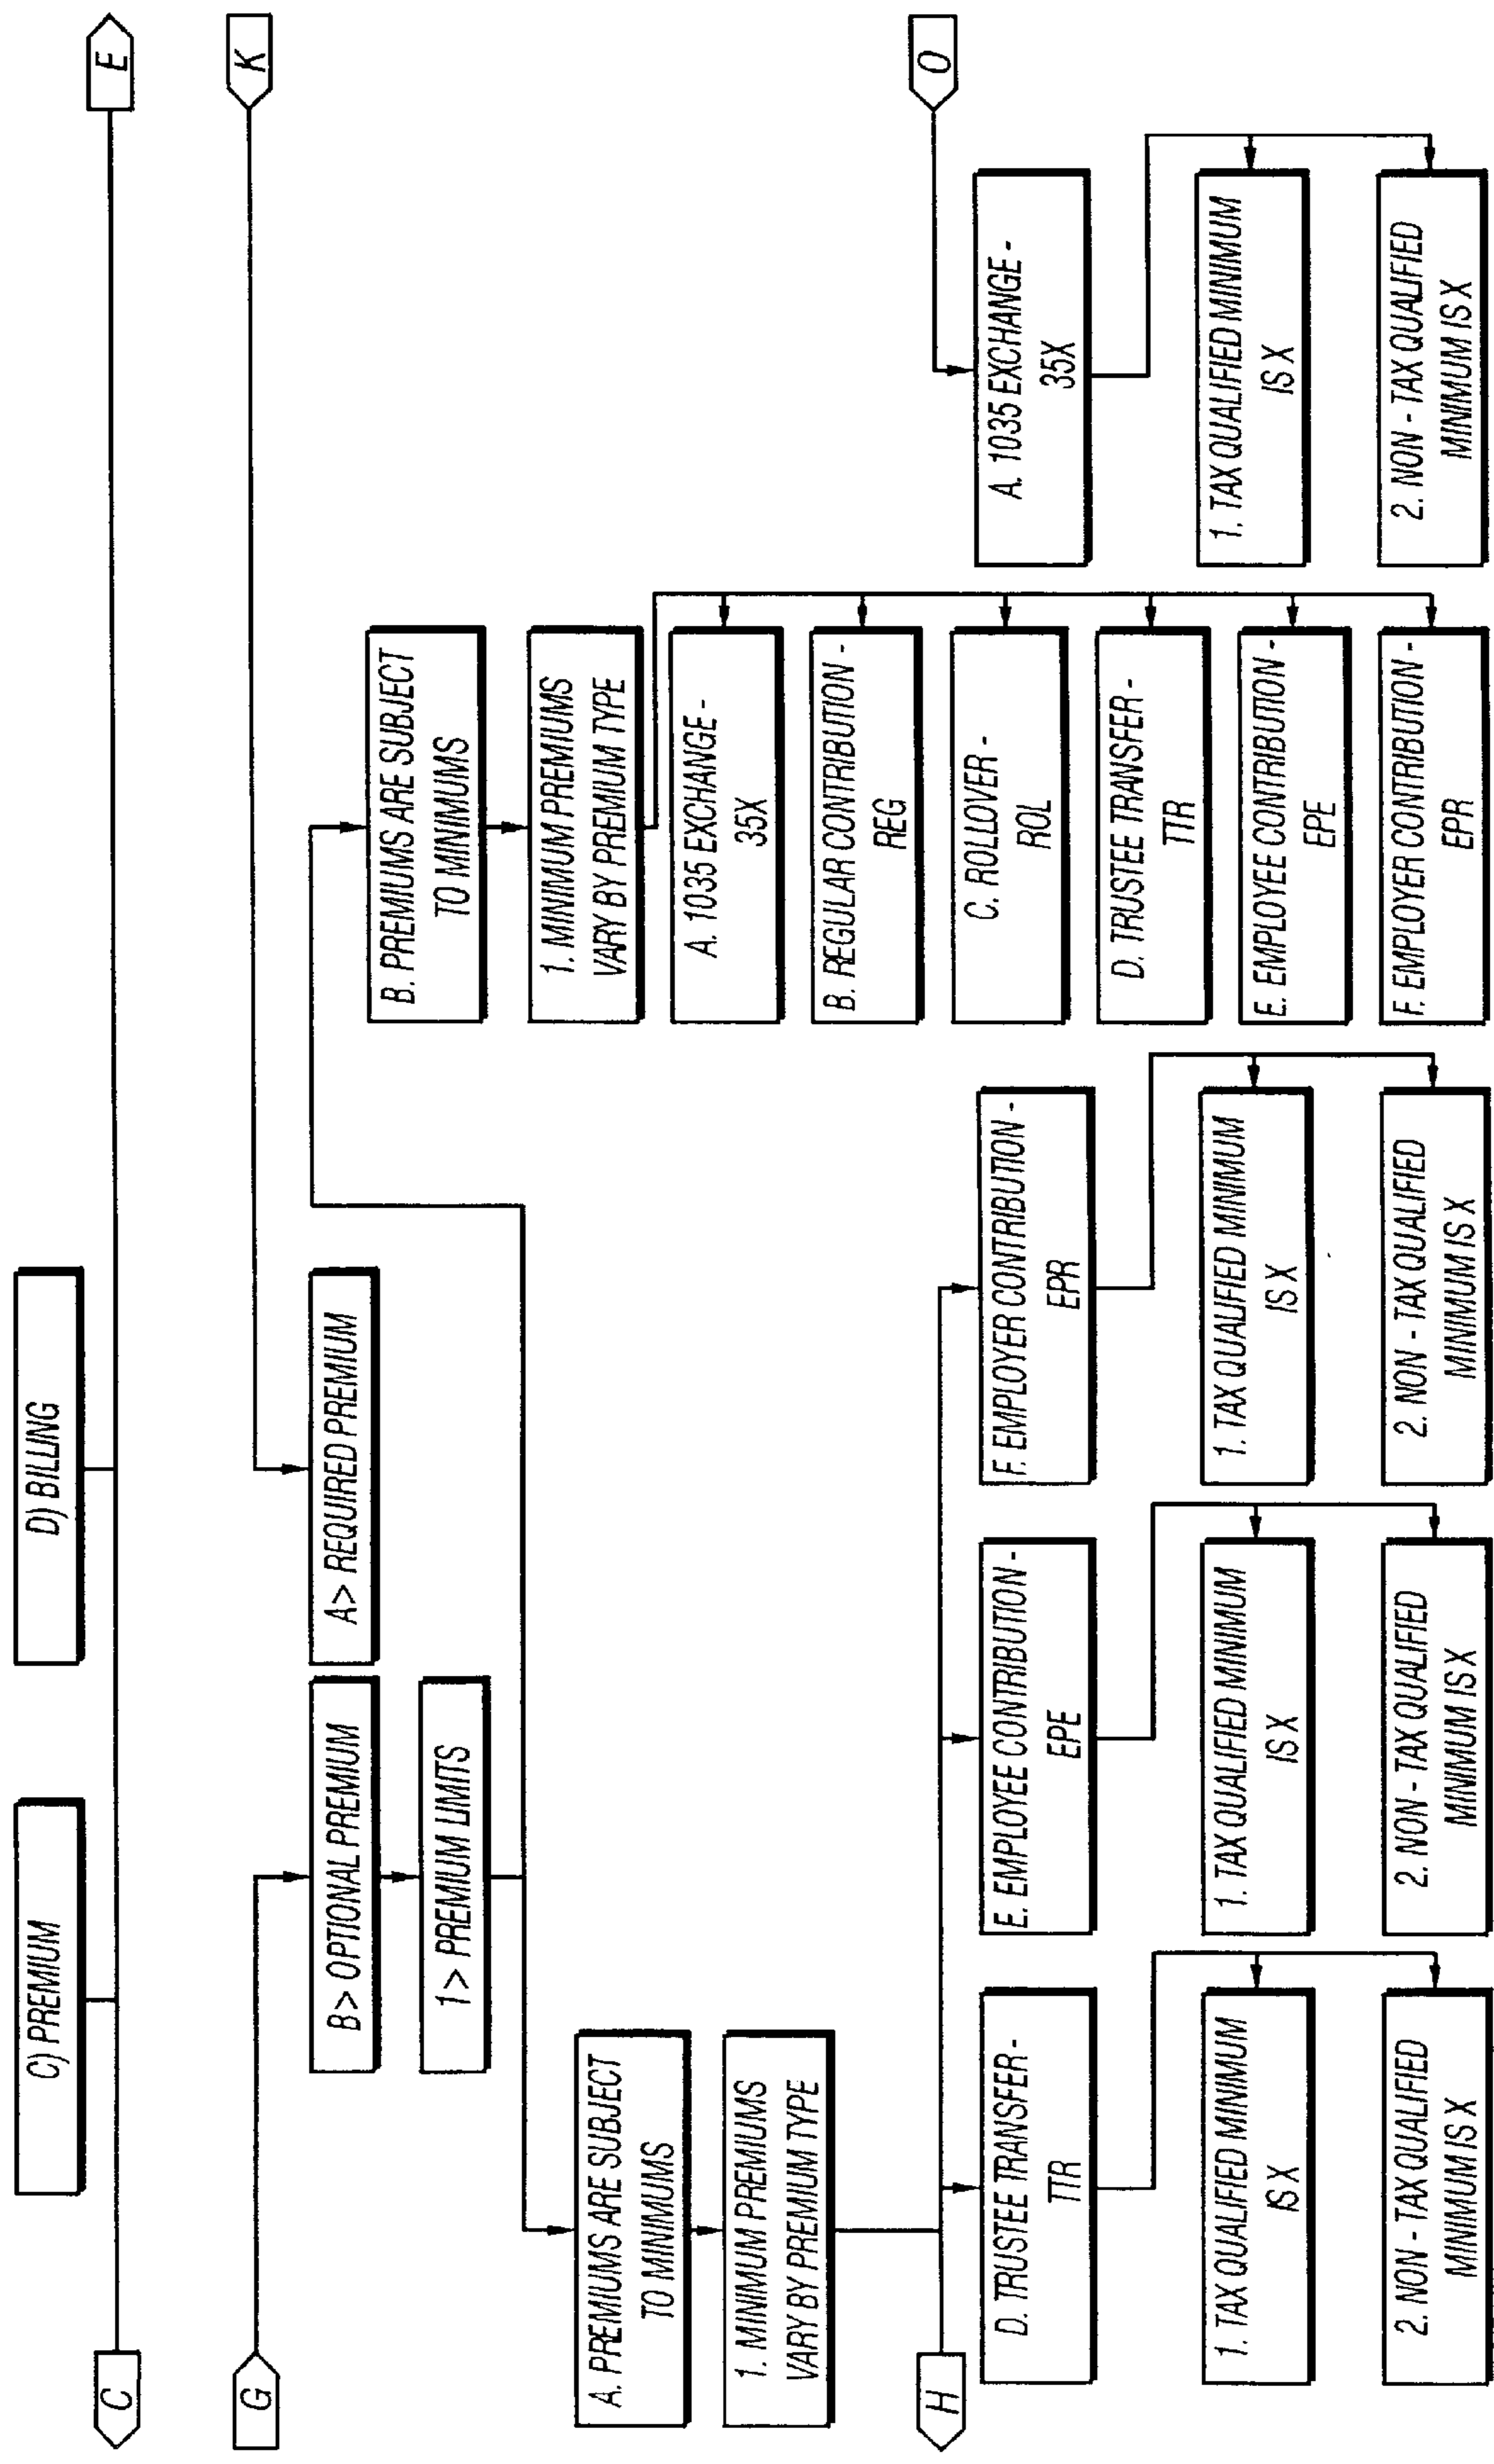 C) PREMIUM
D) BILLING
C
E
G
K
B> OPTIONAL PREMIUM
A> REQUIRED PREMIUM
1> PREMIUM LIMITS
B. PREMIUMS ARE SUBJECT
TO MINIMUMS
1. MINIMUM PREMIUMS
VARY BY PREMIUM TYPE
A. 1035 EXCHANGE -
35X
B. REGULAR CONTRIBUTION -
REG
C. ROLLOVER -
ROL
D. TRUSTEE TRANSFER -
TTR
E. EMPLOYEE CONTRIBUTION -
EPE
F. EMPLOYER CONTRIBUTION -
EPR
A. PREMIUMS ARE SUBJECT
TO MINIMUMS
1. MINIMUM PREMIUMS
VARY BY PREMIUM TYPE
H
O
D. TRUSTEE TRANSFER -
TTR
1. TAX QUALIFIED MINIMUM
IS X
2. NON - TAX QUALIFIED
MINIMUM IS X
E. EMPLOYEE CONTRIBUTION -
EPE
1. TAX QUALIFIED MINIMUM
IS X
2. NON - TAX QUALIFIED
MINIMUM IS X
F. EMPLOYER CONTRIBUTION -
EPR
1. TAX QUALIFIED MINIMUM
IS X
2. NON - TAX QUALIFIED
MINIMUM IS X
A. 1035 EXCHANGE -
35X
1. TAX QUALIFIED MINIMUM
IS X
2. NON - TAX QUALIFIED
MINIMUM IS X